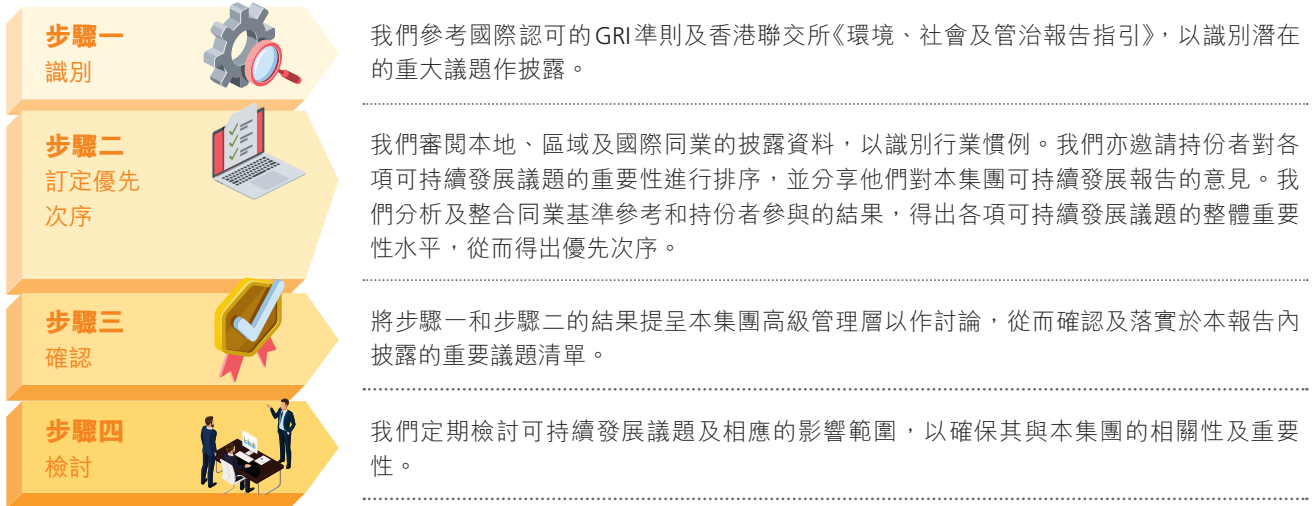 步驟一
識別
我們參考國際認可的GRI準則及香港聯交所《環境、社會及管治報告指引》，以識別潛在
的重大議題作披露。
步驟二
訂定優先
次序
我們審閱本地、區域及國際同業的披露資料，以識別行業慣例。我們亦邀請持份者對各
項可持續發展議題的重要性進行排序，並分享他們對本集團可持續發展報告的意見。我
們分析及整合同業基準參考和持份者參與的結果，得出各項可持續發展議題的整體重要
性水平，從而得出優先次序。
步驟三
確認
將步驟一和步驟二的結果提呈本集團高級管理層以作討論，從而確認及落實於本報告內
披露的重要議題清單。
步驟四
檢討
我們定期檢討可持續發展議題及相應的影響範圍，以確保其與本集團的相關性及重要
性。